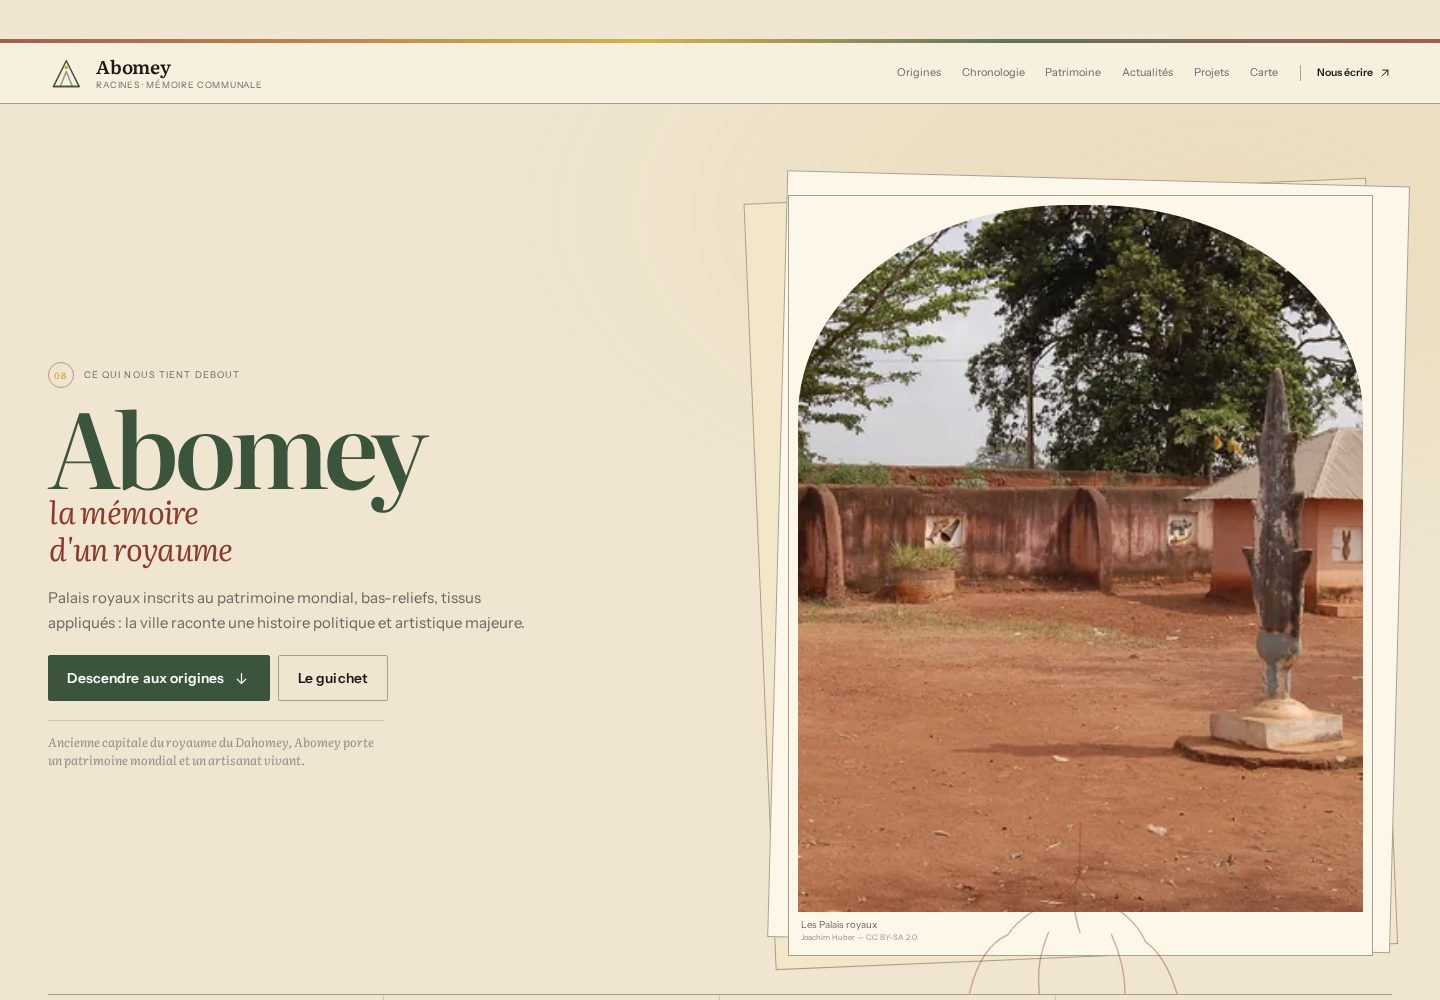 Abomey
RACINES · MÉMOIRE COMMUNALE
Origines
Chronologie
Patrimoine
Actualités
Projets
Carte
Nous écrire
08
CE QUI NOUS TIENT DEBOUT
Abomey
la mémoire
d'un royaume
Palais royaux inscrits au patrimoine mondial, bas-reliefs, tissus
appliqués : la ville raconte une histoire politique et artistique majeure.
Descendre aux origines
Le guichet
Ancienne capitale du royaume du Dahomey, Abomey porte
un patrimoine mondial et un artisanat vivant.
Les Palais royaux
Joachim Huber — CC BY-SA 2.0